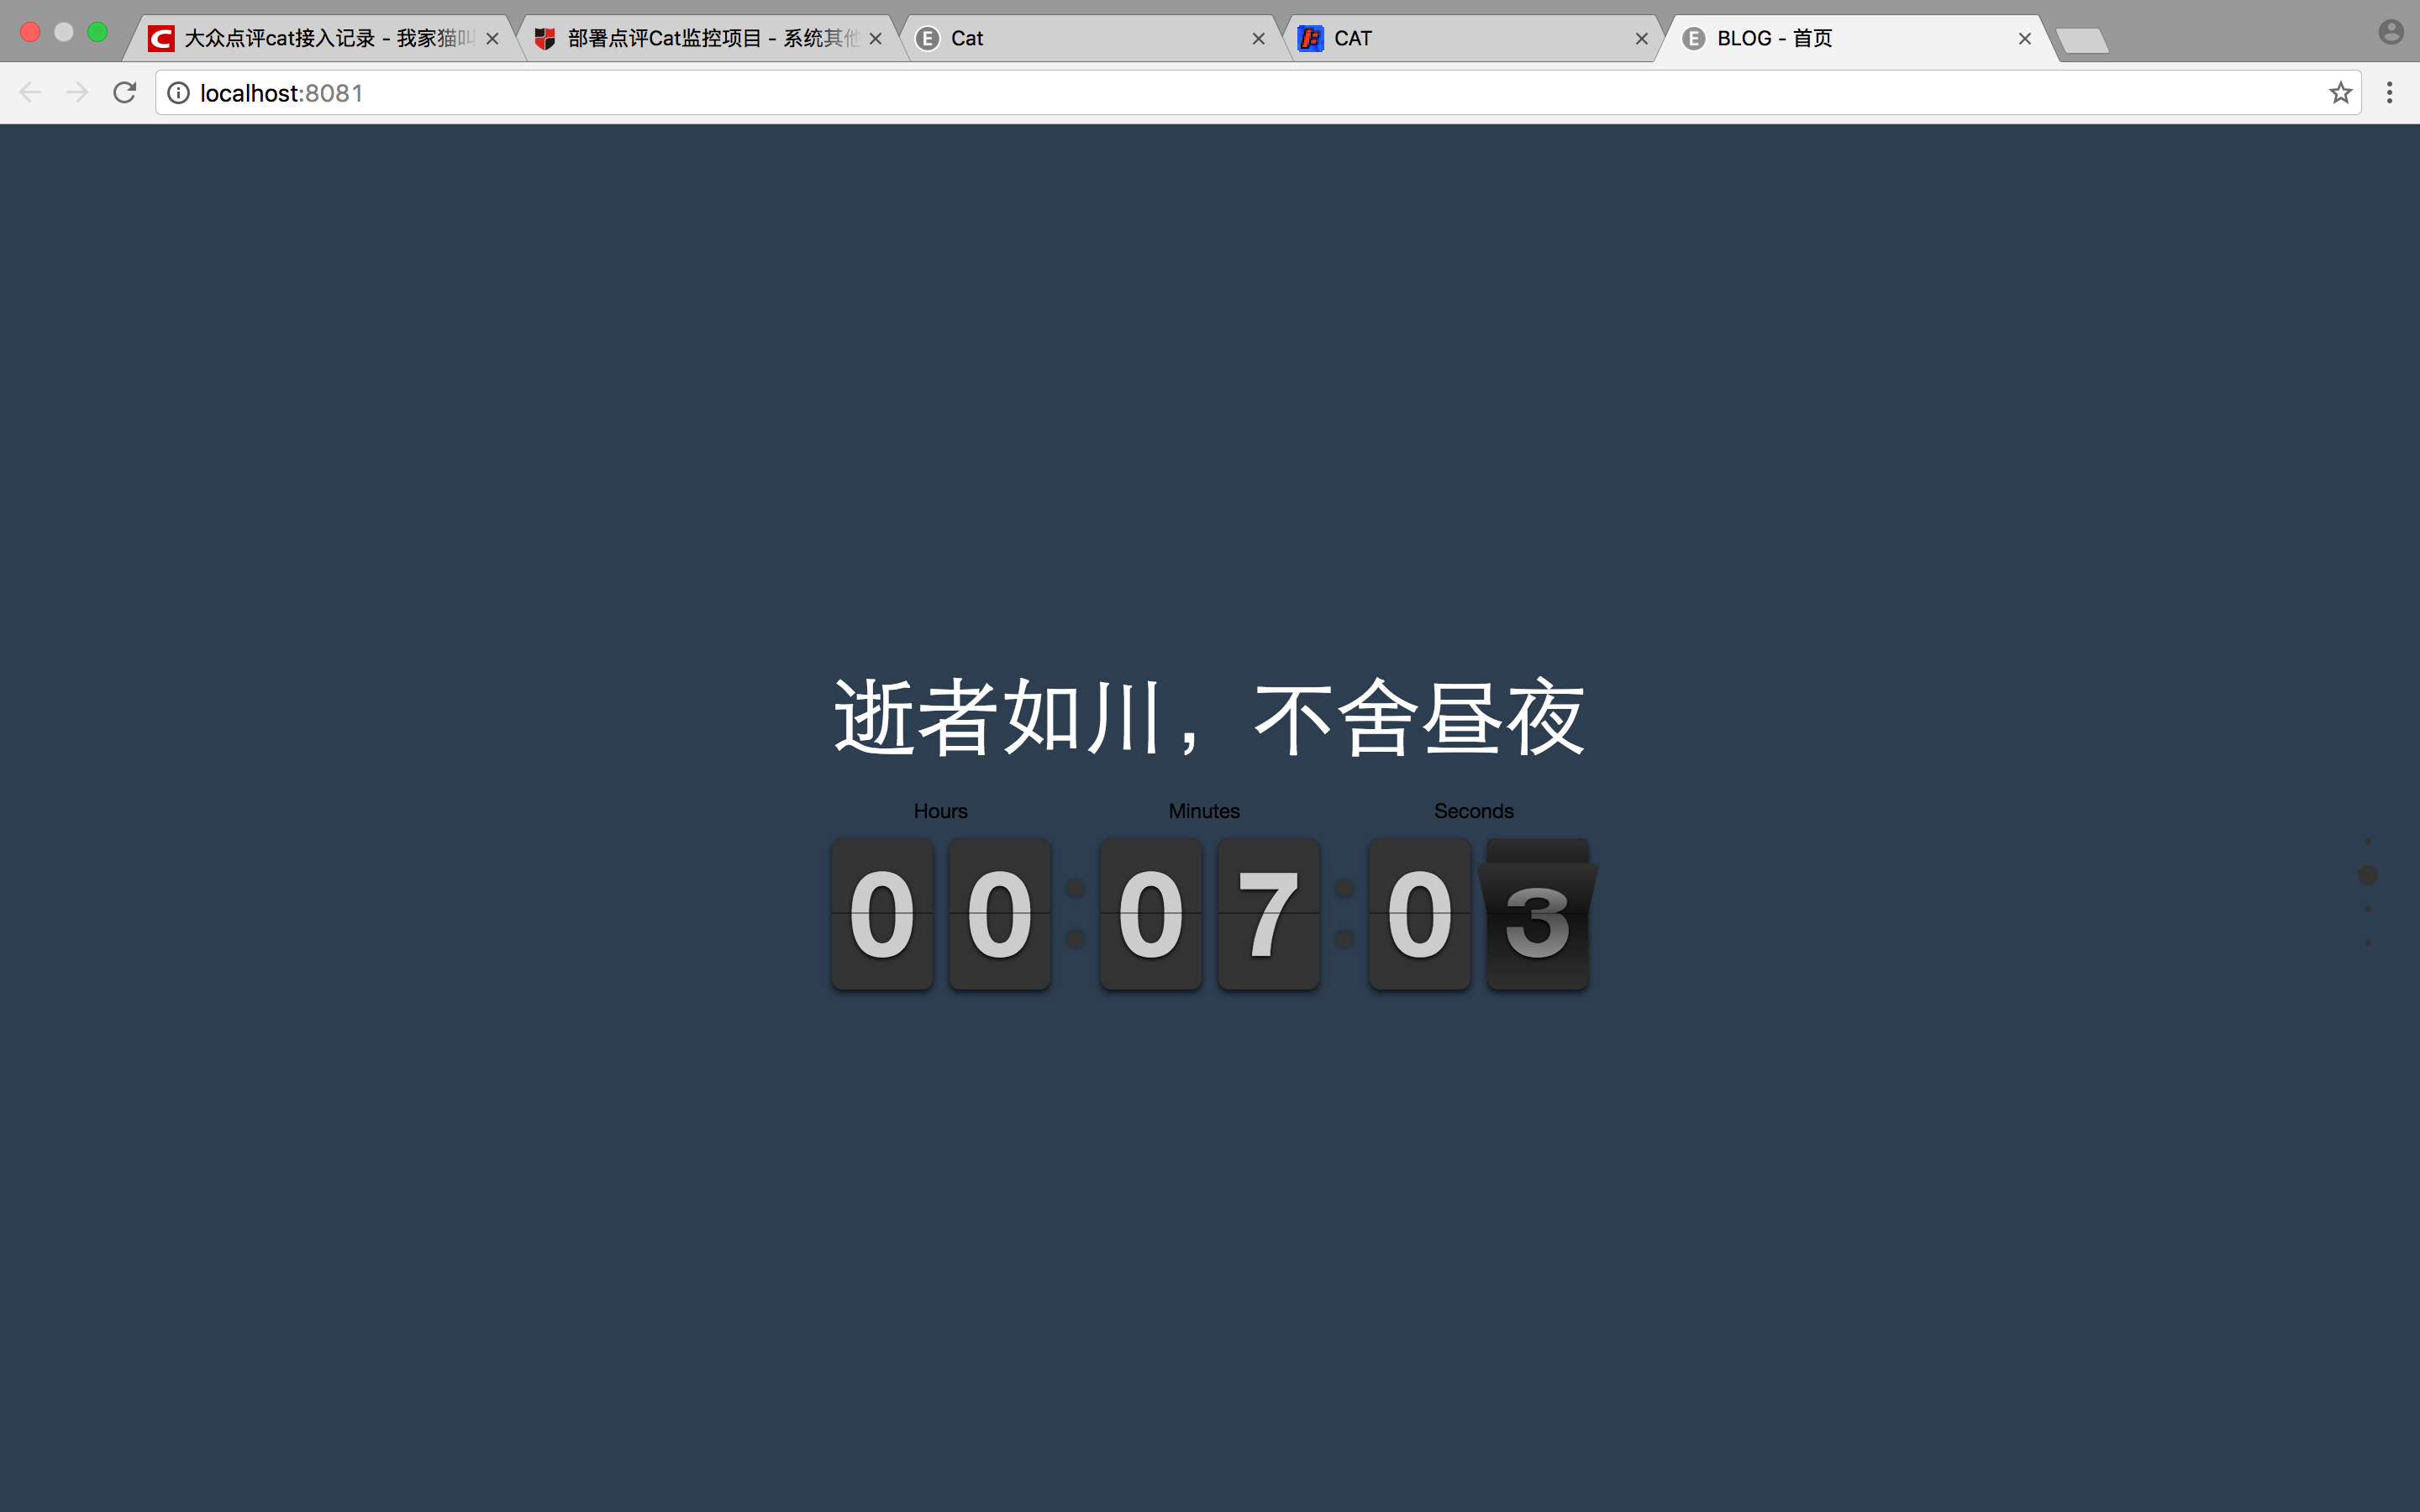 大众点评cat接入记录 - 我家猫叫
部署点评Cat监控项目 - 系统其他
Cat
CAT
BLOG - 首页
localhost:8081
逝者如川，不舍昼夜
Hours Minutes Seconds
00:07:03